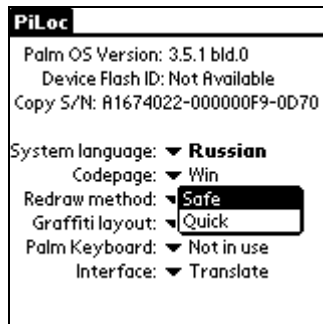 PiLoc
Palm OS Version: 3.5.1 bld.0
Device Flash ID: Not Available
Copy S/N: A1674022-000000F9-0D70
System language: Russian
Codepage: Win
Redraw method: Safe
Graffiti layout: Quick
Palm Keyboard: Not in use
Interface: Translate